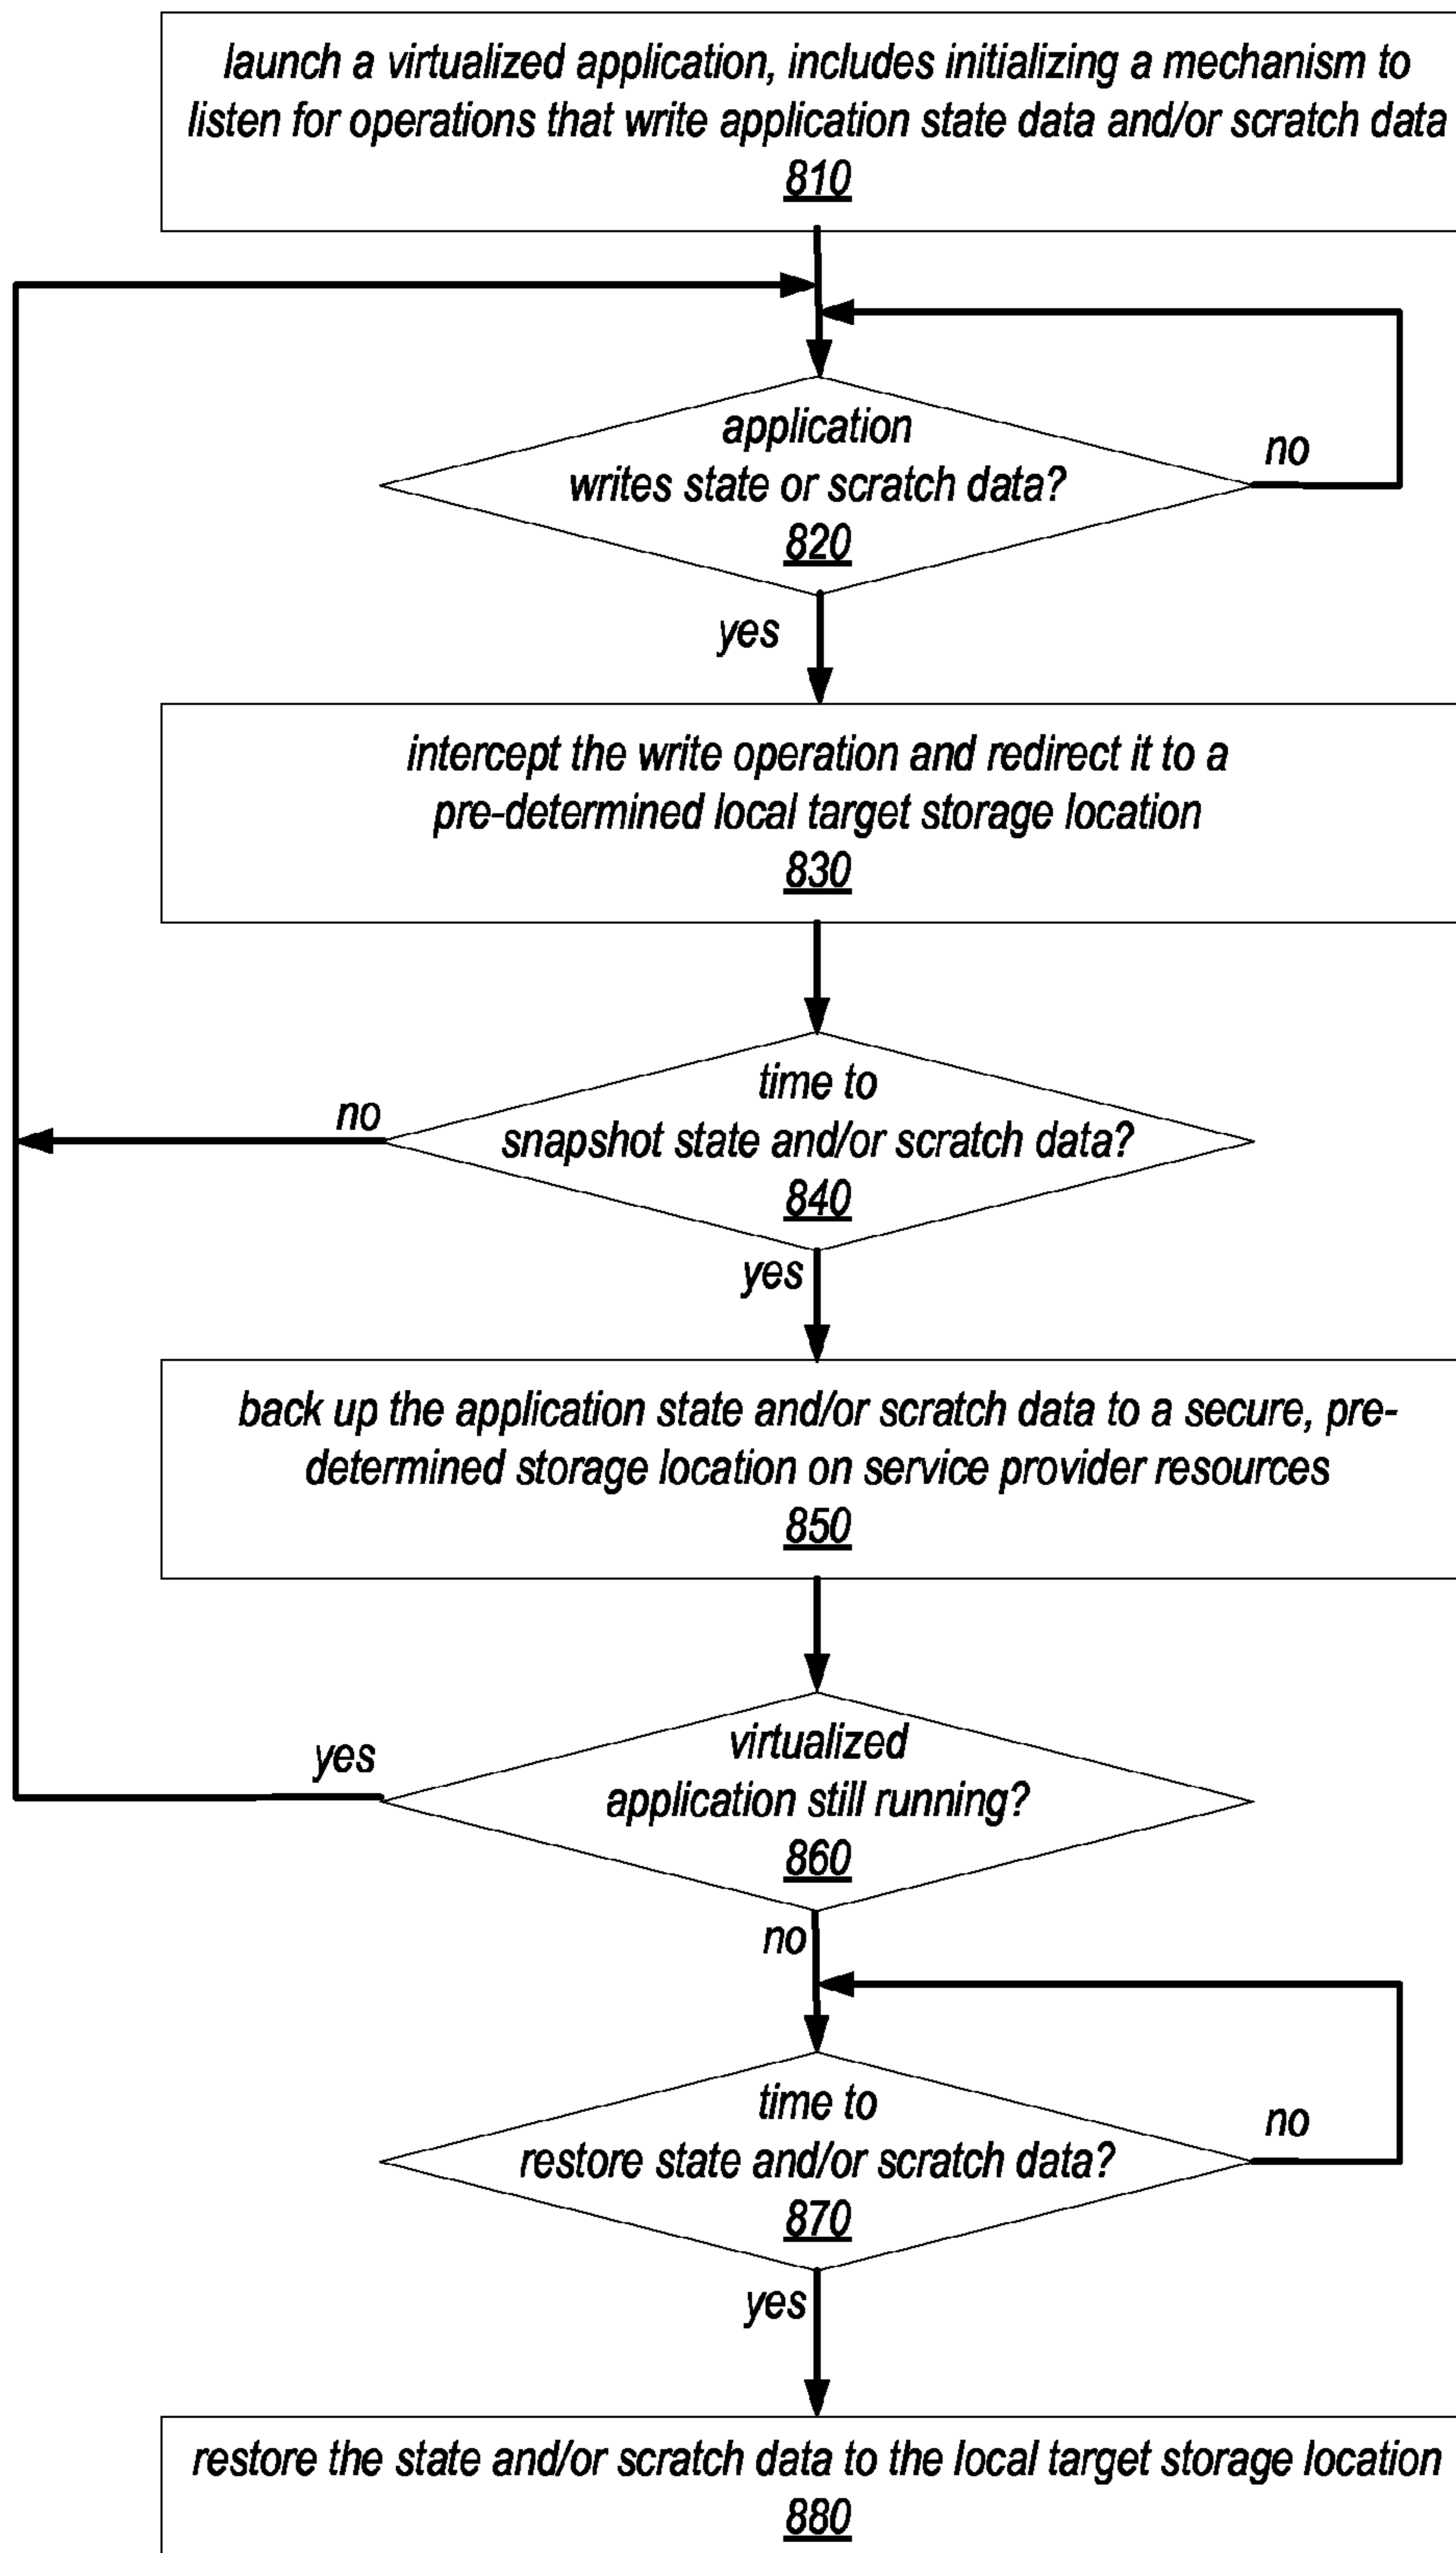 launch a virtualized application, includes initializing a mechanism to
listen for operations that write application state data and/or scratch data
810
application
writes state or scratch data?
820
no
yes
intercept the write operation and redirect it to a
pre-determined local target storage location
830
time to
snapshot state and/or scratch data?
840
no
yes
back up the application state and/or scratch data to a secure, pre-
determined storage location on service provider resources
850
virtualized
application still running?
860
yes
no
time to
restore state and/or scratch data?
870
no
yes
restore the state and/or scratch data to the local target storage location
880